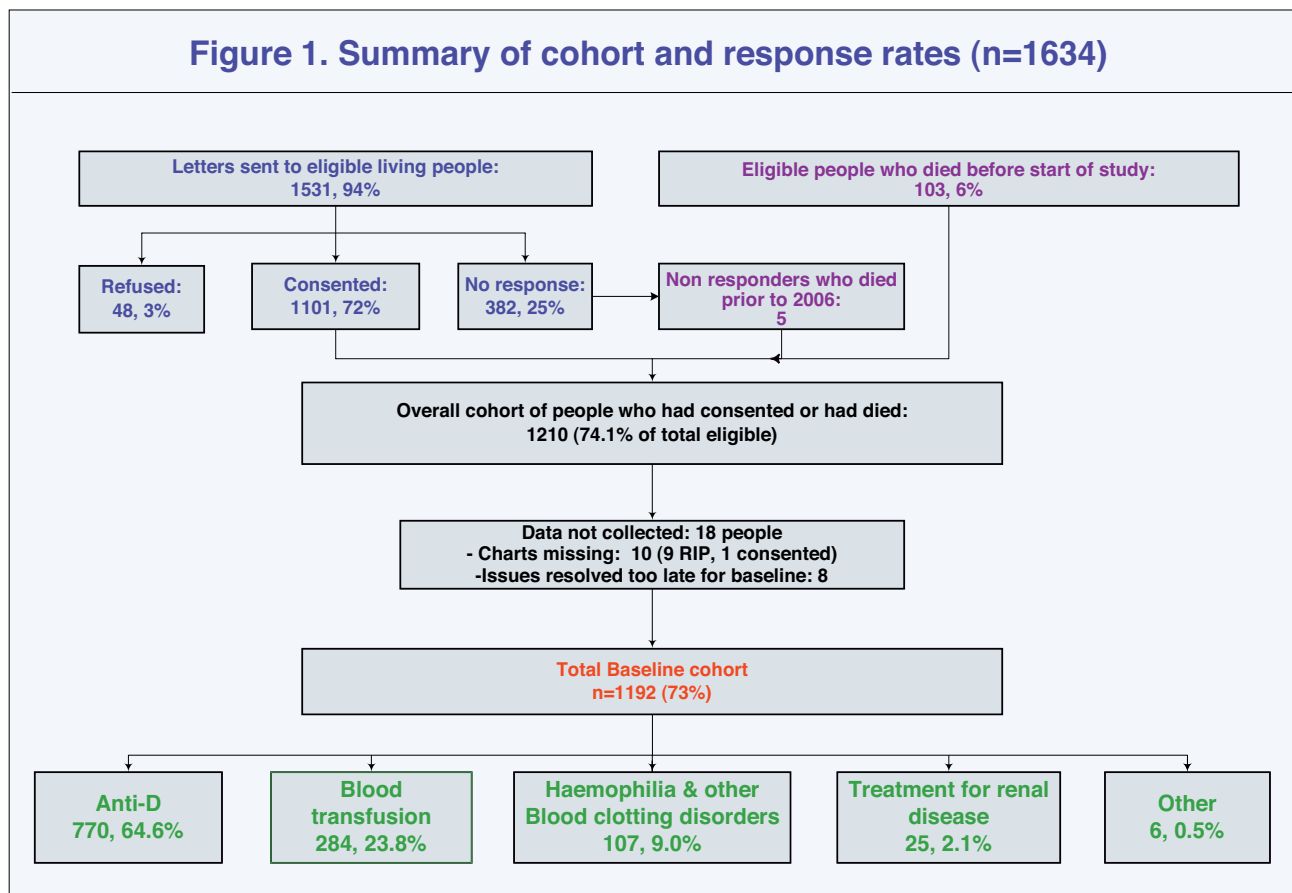 Figure 1. Summary of cohort and response rates (n=1634)
Letters sent to eligible living people:
1531, 94%
Eligible people who died before start of study:
103, 6%
Refused:
48, 3%
Consented:
1101, 72%
No response:
382, 25%
Non responders who died
prior to 2006:
5
Overall cohort of people who had consented or had died:
1210 (74.1% of total eligible)
Data not collected: 18 people
- Charts missing:  10 (9 RIP, 1 consented)
-Issues resolved too late for baseline: 8
Total Baseline cohort
n=1192 (73%)
Anti-D
770, 64.6%
Blood
transfusion
284, 23.8%
Haemophilia & other
Blood clotting disorders
107, 9.0%
Treatment for renal
disease
25, 2.1%
Other
6, 0.5%